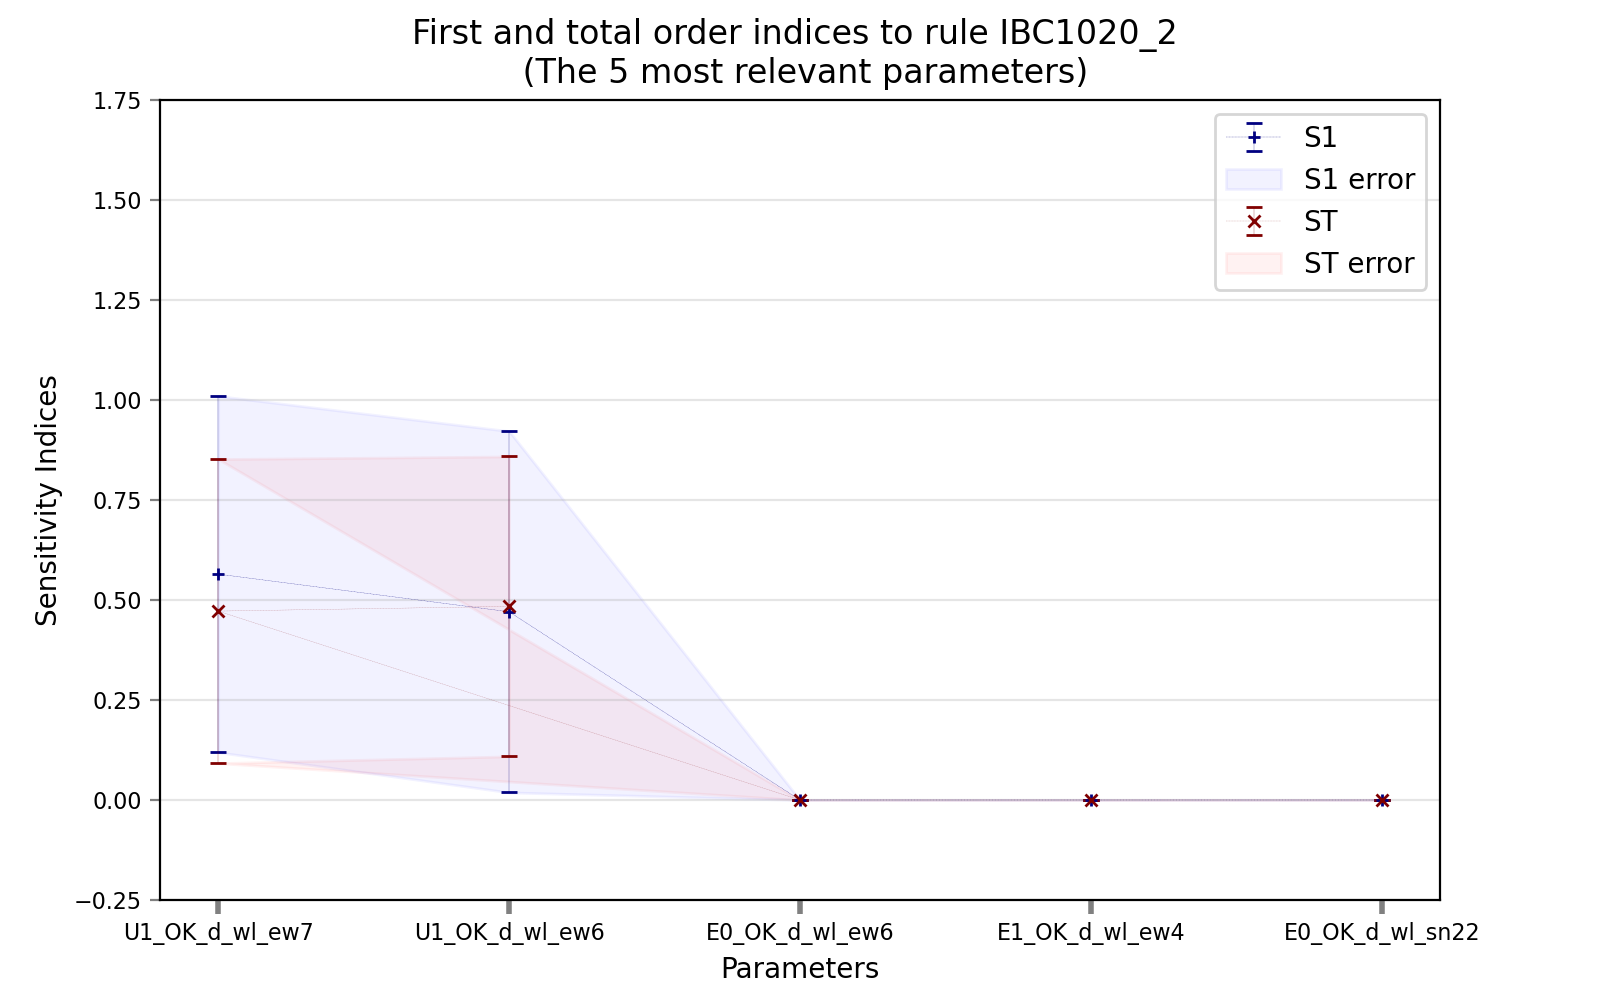 First and total order indices to rule IBC1020_2
(The 5 most relevant parameters)
1.75
1.50
1.25
1.00
0.75
0.50
0.25
0.00
−0.25
Sensitivity Indices
S1
S1 error
ST
ST error
U1_OK_d_wl_ew7
U1_OK_d_wl_ew6
E0_OK_d_wl_ew6
E1_OK_d_wl_ew4
E0_OK_d_wl_sn22
Parameters